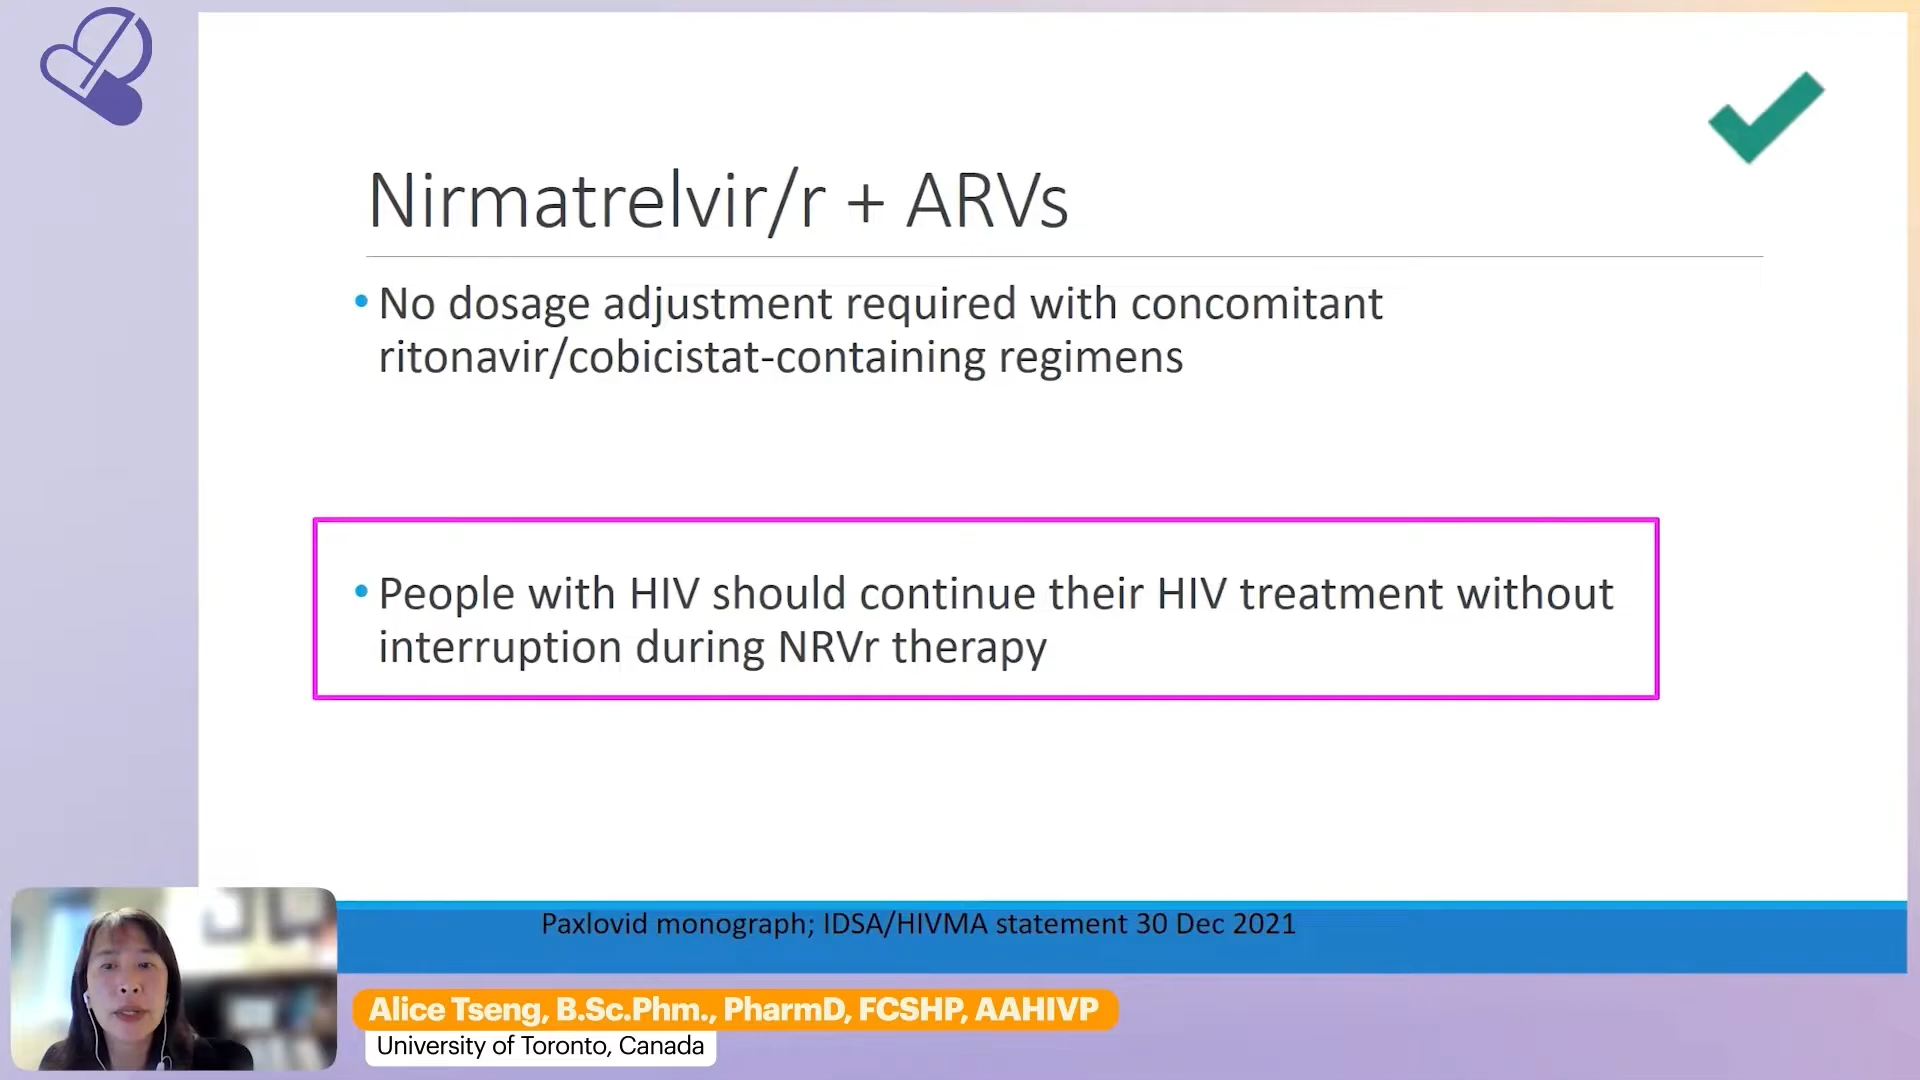 Nirmatrelvir/r + ARVs
• No dosage adjustment required with concomitant
ritonavir/cobicistat-containing regimens
• People with HIV should continue their HIV treatment without
interruption during NRVr therapy
Paxlovid monograph; IDSA/HIVMA statement 30 Dec 2021
Alice Tseng, B.Sc.Phm., PharmD, FCSHP, AAHIVP
University of Toronto, Canada